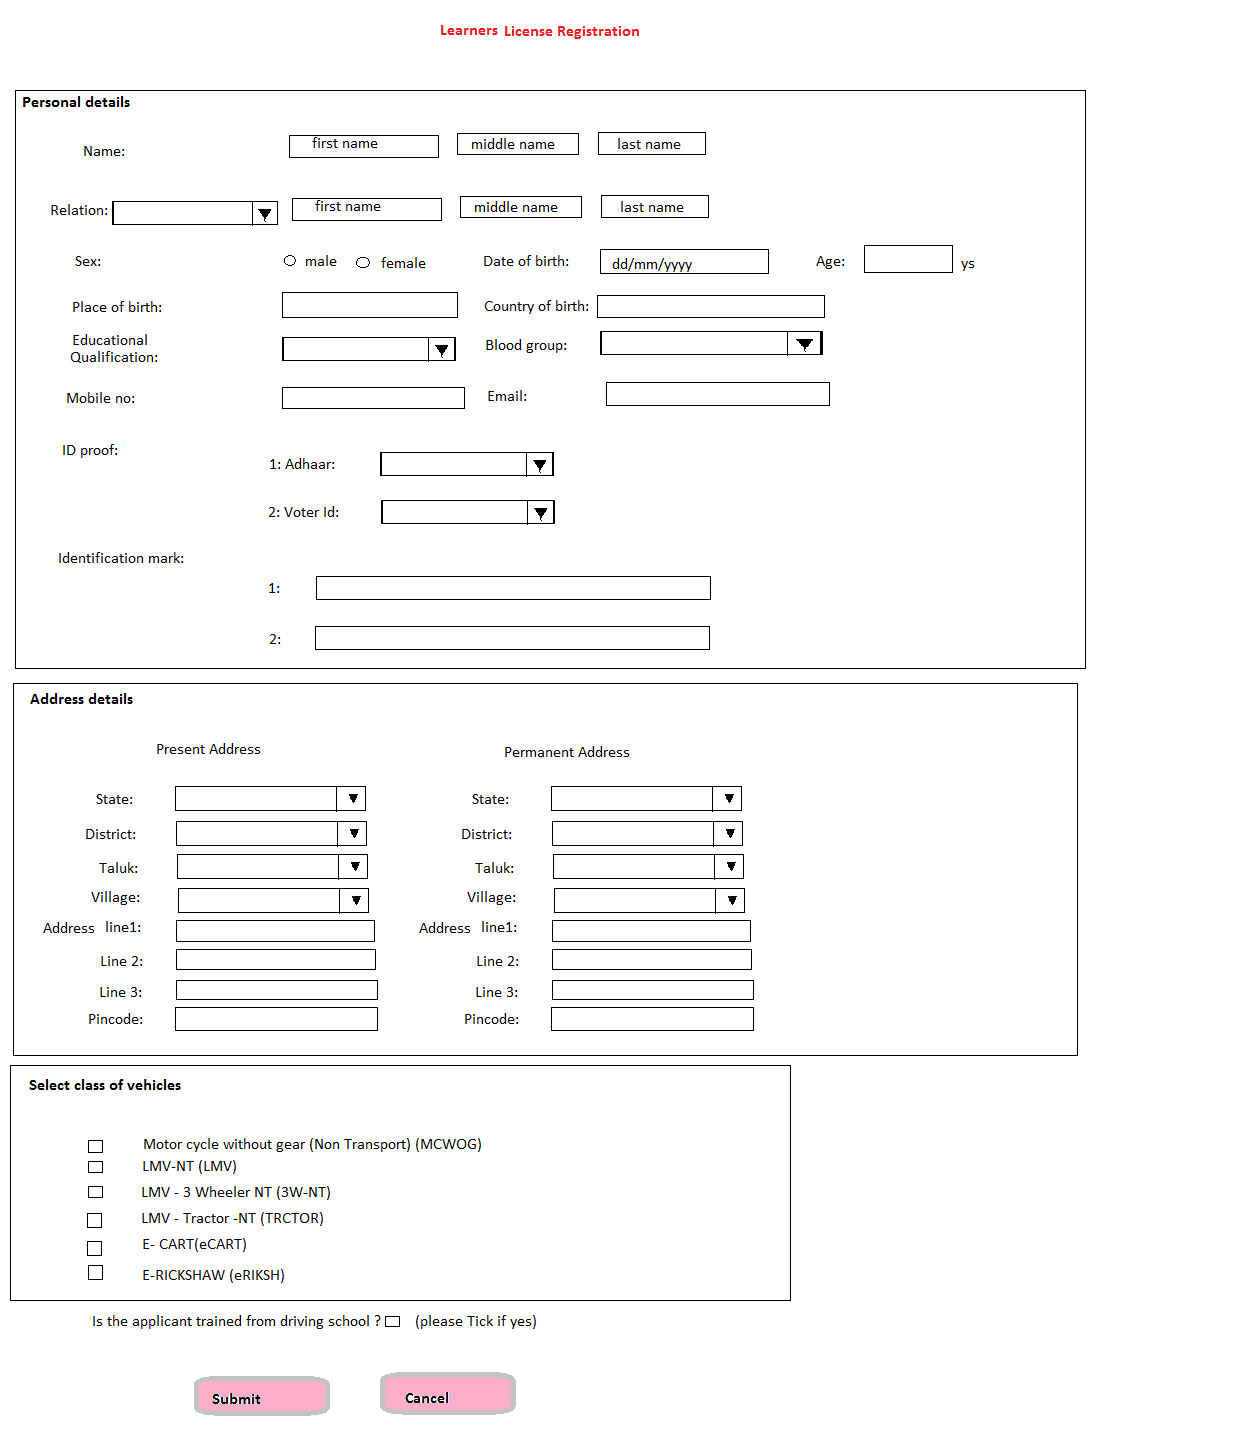 Learners License Registration
Personal details
Name: first name middle name last name
Relation: first name middle name last name
Sex: male female Date of birth: dd/mm/yyyy Age: ys
Place of birth: Country of birth:
Educational
Qualification: Blood group:
Mobile no: Email:
ID proof:
1: Adhaar:
2: Voter Id:
Identification mark:
1:
2:
Address details
Present Address Permanent Address
State: State:
District: District:
Taluk: Taluk:
Village: Village:
Address line1: Address line1:
Line 2: Line 2:
Line 3: Line 3:
Pincode: Pincode:
Select class of vehicles
Motor cycle without gear (Non Transport) (MCWOG)
LMV-NT (LMV)
LMV - 3 Wheeler NT (3W-NT)
LMV - Tractor -NT (TRCTOR)
E- CART(eCART)
E-RICKSHAW (eRIKSH)
Is the applicant trained from driving school ? (please Tick if yes)
Submit Cancel